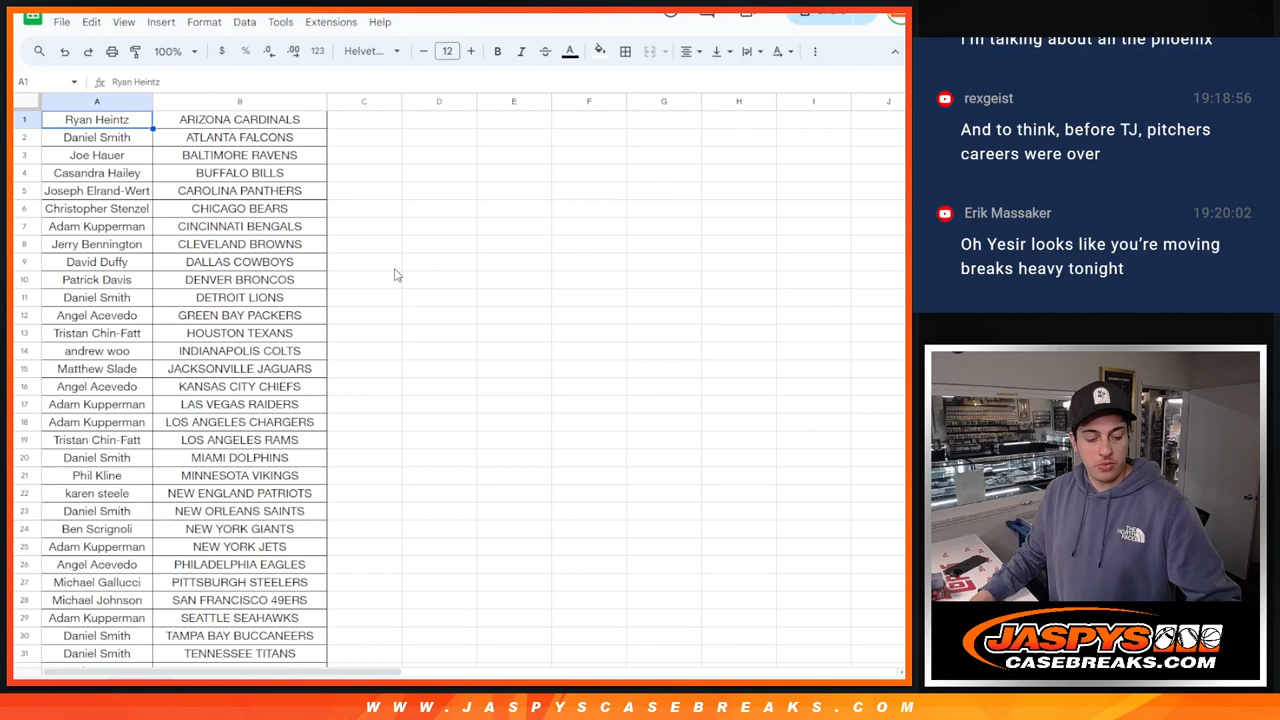 File Edit View Insert Format Data Tools Extensions Help
100% $ % .0 .00 123 Helvet... − 12 + B I A
A1 fx Ryan Heintz
A B C D E F G H I J
1 Ryan Heintz ARIZONA CARDINALS
2 Daniel Smith ATLANTA FALCONS
3 Joe Hauer BALTIMORE RAVENS
4 Casandra Hailey BUFFALO BILLS
5 Joseph Elrand-Wert CAROLINA PANTHERS
6 Christopher Stenzel CHICAGO BEARS
7 Adam Kupperman CINCINNATI BENGALS
8 Jerry Bennington CLEVELAND BROWNS
9 David Duffy DALLAS COWBOYS
10 Patrick Davis DENVER BRONCOS
11 Daniel Smith DETROIT LIONS
12 Angel Acevedo GREEN BAY PACKERS
13 Tristan Chin-Fatt HOUSTON TEXANS
14 andrew woo INDIANAPOLIS COLTS
15 Matthew Slade JACKSONVILLE JAGUARS
16 Angel Acevedo KANSAS CITY CHIEFS
17 Adam Kupperman LAS VEGAS RAIDERS
18 Adam Kupperman LOS ANGELES CHARGERS
19 Tristan Chin-Fatt LOS ANGELES RAMS
20 Daniel Smith MIAMI DOLPHINS
21 Phil Kline MINNESOTA VIKINGS
22 karen steele NEW ENGLAND PATRIOTS
23 Daniel Smith NEW ORLEANS SAINTS
24 Ben Scrignoli NEW YORK GIANTS
25 Adam Kupperman NEW YORK JETS
26 Angel Acevedo PHILADELPHIA EAGLES
27 Michael Gallucci PITTSBURGH STEELERS
28 Michael Johnson SAN FRANCISCO 49ERS
29 Adam Kupperman SEATTLE SEAHAWKS
30 Daniel Smith TAMPA BAY BUCCANEERS
31 Daniel Smith TENNESSEE TITANS
I'm talking about all the phoenix
rexgeist 19:18:56
And to think, before TJ, pitchers
careers were over
Erik Massaker 19:20:02
Oh Yesir looks like you're moving
breaks heavy tonight
THE NORTH FACE
JASPYS
CASEBREAKS.COM
WWW.JASPYSCASEBREAKS.COM